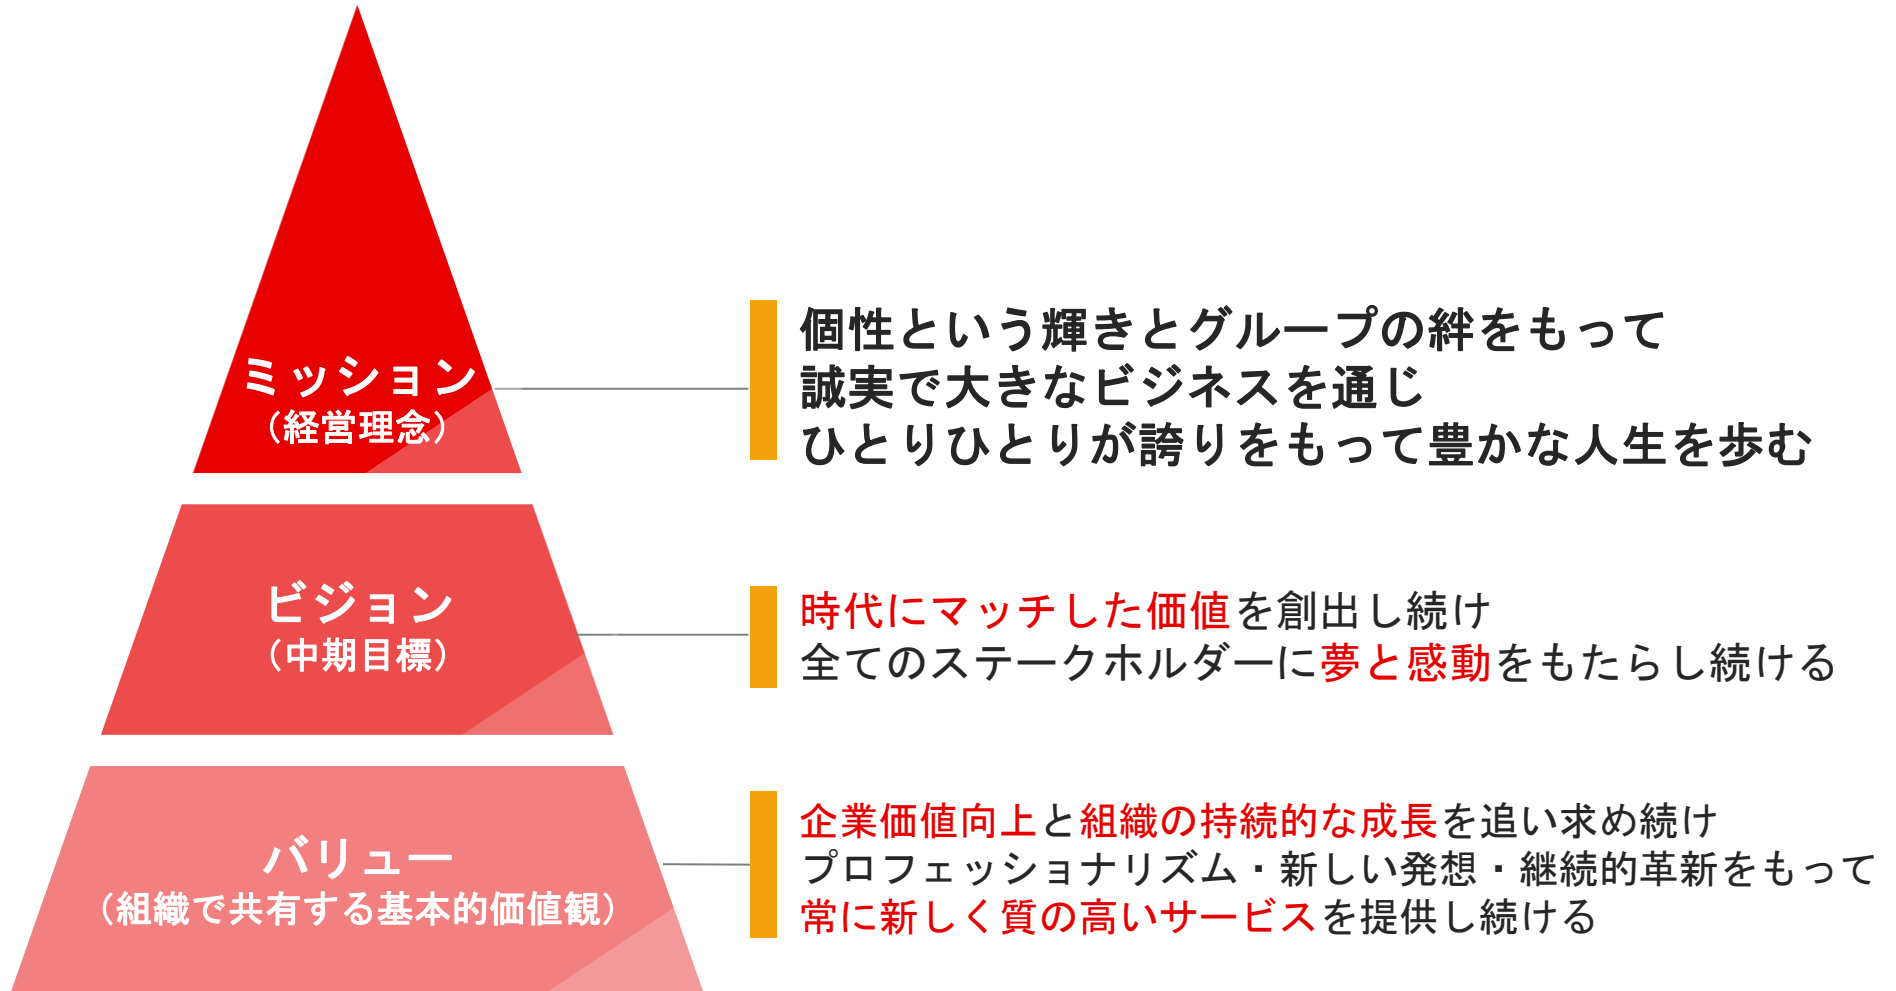 ミッション
（経営理念）
個性という輝きとグループの絆をもって
誠実で大きなビジネスを通じ
ひとりひとりが誇りをもって豊かな人生を歩む
ビジョン
（中期目標）
時代にマッチした価値を創出し続け
全てのステークホルダーに夢と感動をもたらし続ける
バリュー
（組織で共有する基本的価値観）
企業価値向上と組織の持続的な成長を追い求め続け
プロフェッショナリズム・新しい発想・継続的革新をもって
常に新しく質の高いサービスを提供し続ける